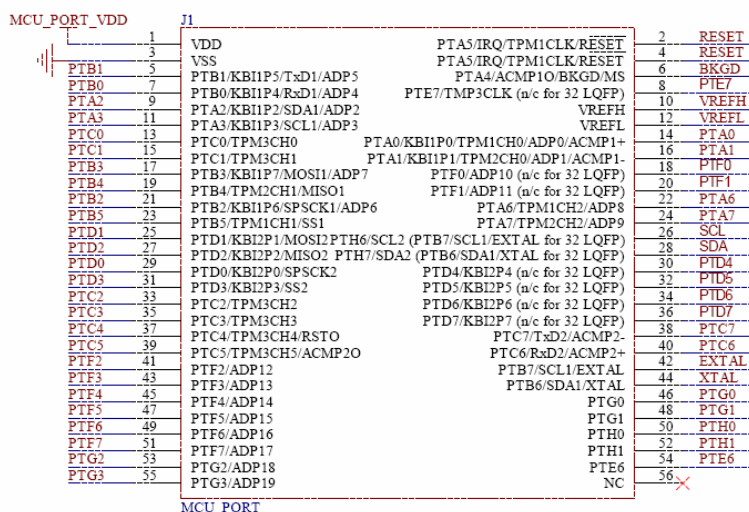 MCU_PORT_VDD J1
1 VDD PTA5/IRQ/TPM1CLK/RESET 2 RESET
3 VSS PTA5/IRQ/TPM1CLK/RESET 4 RESET
PTB1 5 PTB1/KBI1P5/TxD1/ADP5 PTA4/ACMP1O/BKGD/MS 6 BKGD
PTB0 7 PTB0/KBI1P4/RxD1/ADP4 PTE7/TMP3CLK (n/c for 32 LQFP) 8 PTE7
PTA2 9 PTA2/KBI1P2/SDA1/ADP2 VREFH 10 VREFH
PTA3 11 PTA3/KBI1P3/SCL1/ADP3 VREFL 12 VREFL
PTC0 13 PTC0/TPM3CH0 PTA0/KBI1P0/TPM1CH0/ADP0/ACMP1+ 14 PTA0
PTC1 15 PTC1/TPM3CH1 PTA1/KBI1P1/TPM2CH0/ADP1/ACMP1- 16 PTA1
PTB3 17 PTB3/KBI1P7/MOSI1/ADP7 PTF0/ADP10 (n/c for 32 LQFP) 18 PTF0
PTB4 19 PTB4/TPM2CH1/MISO1 PTF1/ADP11 (n/c for 32 LQFP) 20 PTF1
PTB2 21 PTB2/KBI1P6/SPSCK1/ADP6 PTA6/TPM1CH2/ADP8 22 PTA6
PTB5 23 PTB5/TPM1CH1/SS1 PTA7/TPM2CH2/ADP9 24 PTA7
PTD1 25 PTD1/KBI2P1/MOSI2 PTH6/SCL2 (PTB7/SCL1/EXTAL for 32 LQFP) 26 SCL
PTD2 27 PTD2/KBI2P2/MISO2 PTH7/SDA2 (PTB6/SDA1/XTAL for 32 LQFP) 28 SDA
PTD0 29 PTD0/KBI2P0/SPSCK2 PTD4/KBI2P4 (n/c for 32 LQFP) 30 PTD4
PTD3 31 PTD3/KBI2P3/SS2 PTD5/KBI2P5 (n/c for 32 LQFP) 32 PTD5
PTC2 33 PTC2/TPM3CH2 PTD6/KBI2P6 (n/c for 32 LQFP) 34 PTD6
PTC3 35 PTC3/TPM3CH3 PTD7/KBI2P7 (n/c for 32 LQFP) 36 PTD7
PTC4 37 PTC4/TPM3CH4/RSTO PTC7/TxD2/ACMP2- 38 PTC7
PTC5 39 PTC5/TPM3CH5/ACMP2O PTC6/RxD2/ACMP2+ 40 PTC6
PTF2 41 PTF2/ADP12 PTB7/SCL1/EXTAL 42 EXTAL
PTF3 43 PTF3/ADP13 PTB6/SDA1/XTAL 44 XTAL
PTF4 45 PTF4/ADP14 PTG0 46 PTG0
PTF5 47 PTF5/ADP15 PTG1 48 PTG1
PTF6 49 PTF6/ADP16 PTH0 50 PTH0
PTF7 51 PTF7/ADP17 PTH1 52 PTH1
PTG2 53 PTG2/ADP18 PTE6 54 PTE6
PTG3 55 PTG3/ADP19 NC 56
MCU_PORT